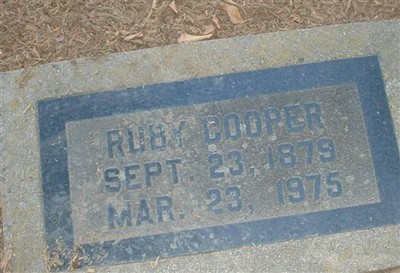 RUBY COOPER
SEPT. 23, 1879
MAR. 23, 1975